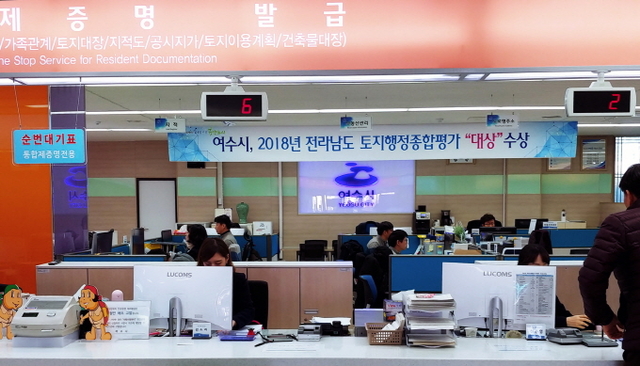 제증명 발급
/가족관계/토지대장/지적도/공시지가/토지이용계획/건축물대장)
ne Stop Service for Resident Documentation
6
2
순번대기표
통합제증명전용
여수시, 2018년 전라남도 토지행정종합평가 "대상"수상
여수시
YEOSU CITY
LUCOMS
LUCOMS